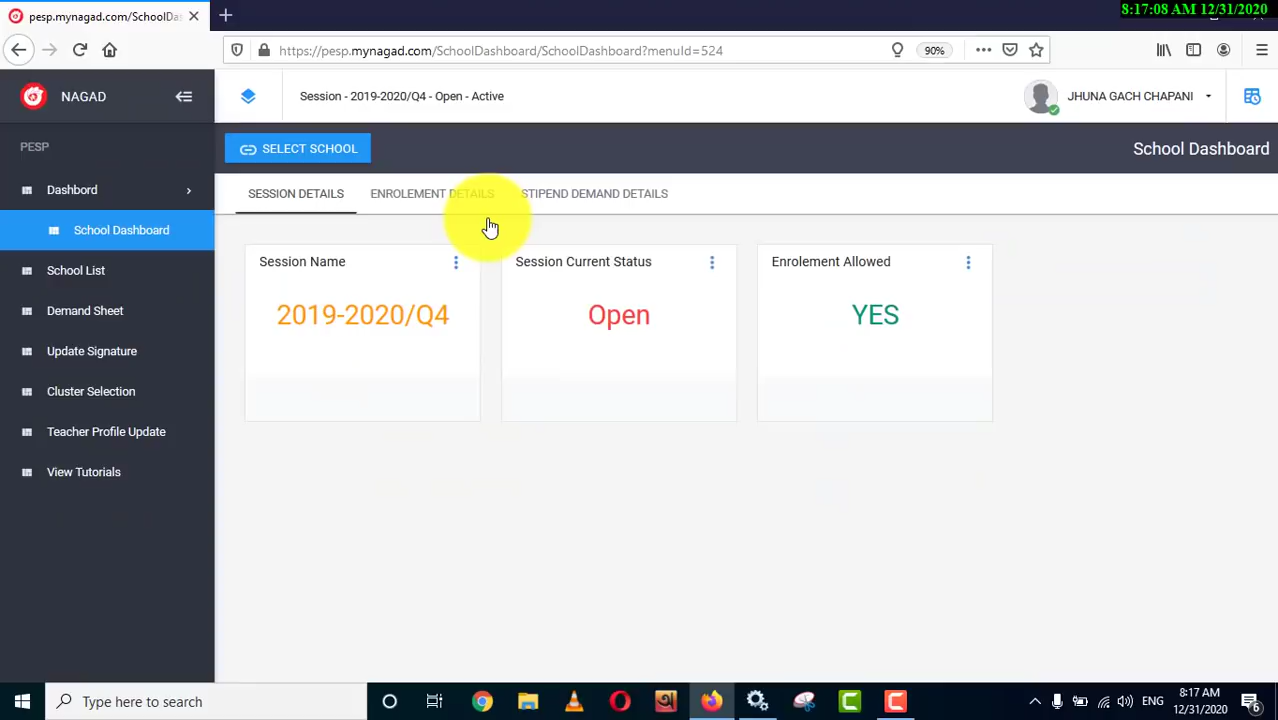 8:17:08 AM 12/31/2020
pesp.mynagad.com/SchoolDas
https://pesp.mynagad.com/SchoolDashboard/SchoolDashboard?menuId=524
90%
NAGAD
Session - 2019-2020/Q4 - Open - Active
JHUNA GACH CHAPANI
PESP
SELECT SCHOOL
School Dashboard
Dashbord
SESSION DETAILS
ENROLEMENT DETAILS
STIPEND DEMAND DETAILS
School Dashboard
School List
Demand Sheet
Update Signature
Cluster Selection
Teacher Profile Update
View Tutorials
Session Name
2019-2020/Q4
Session Current Status
Open
Enrolement Allowed
YES
Type here to search
ENG
8:17 AM
12/31/2020
6